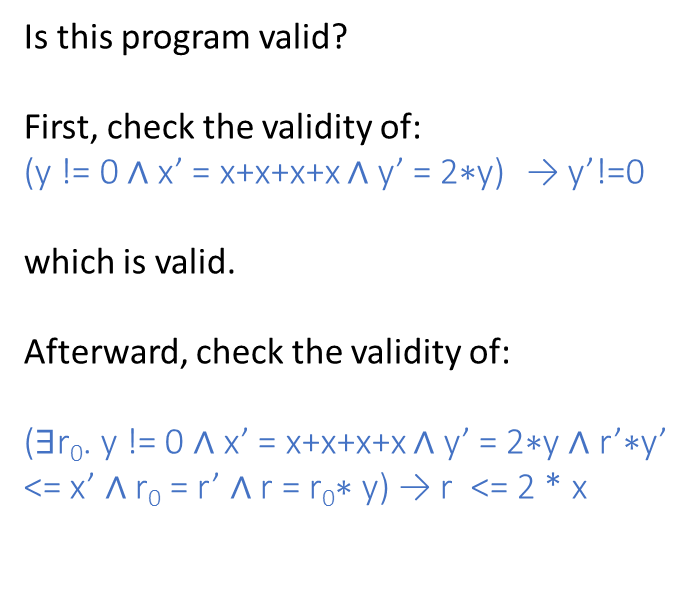 Is this program valid?
First, check the validity of:
(y != 0 ∧ x′ = x+x+x+x ∧ y′ = 2*y) → y′!=0
which is valid.
Afterward, check the validity of:
(∃r₀. y != 0 ∧ x′ = x+x+x+x ∧ y′ = 2*y ∧ r′*y′
<= x′ ∧ r₀ = r′ ∧ r = r₀* y) → r <= 2 * x